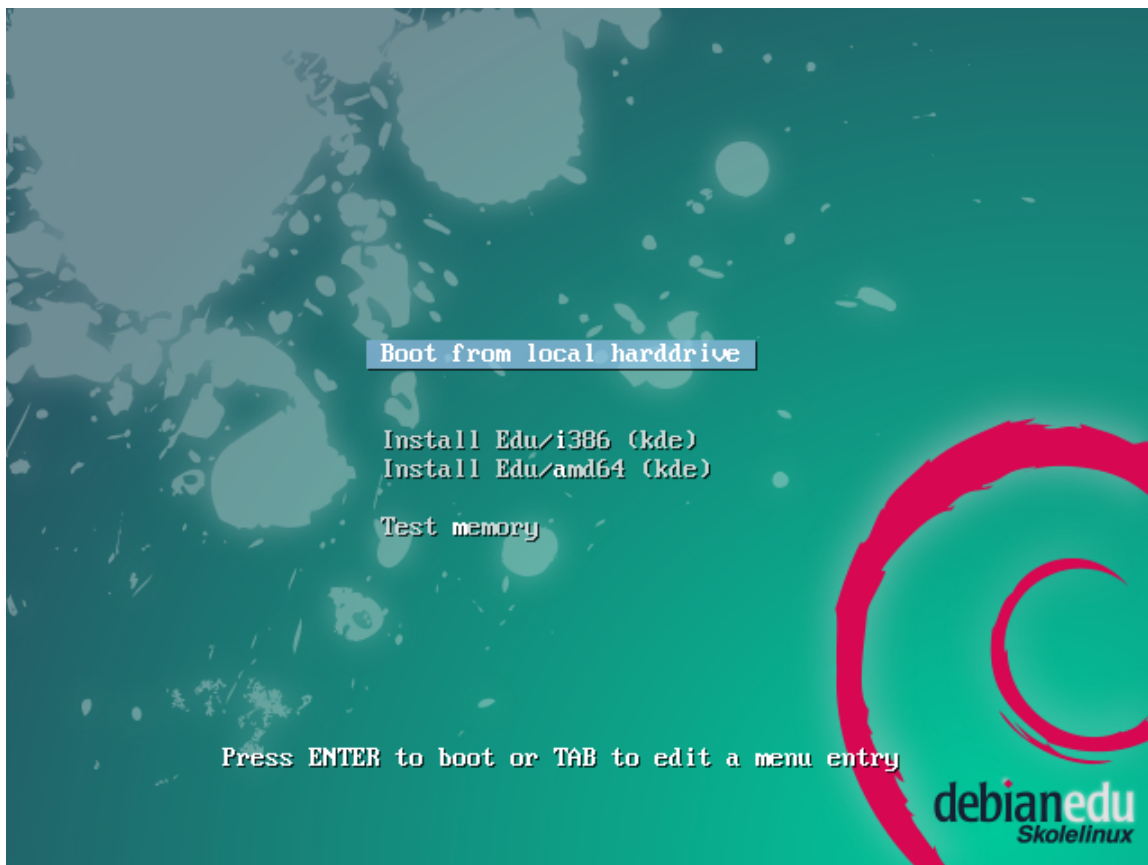 Boot from local harddrive
Install Edu/i386 (kde)
Install Edu/amd64 (kde)
Test memory
Press ENTER to boot or TAB to edit a menu entry
debianedu
Skolelinux